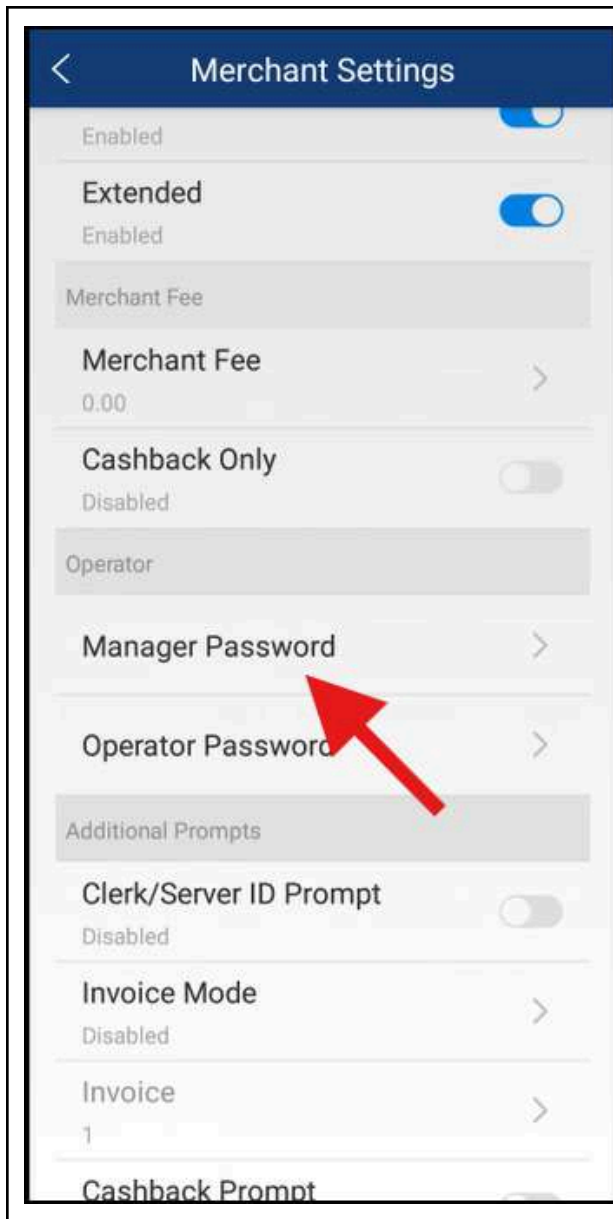 Merchant Settings
Enabled
Extended
Enabled
Merchant Fee
Merchant Fee
0.00
Cashback Only
Disabled
Operator
Manager Password
Operator Password
Additional Prompts
Clerk/Server ID Prompt
Disabled
Invoice Mode
Disabled
Invoice
1
Cashback Prompt